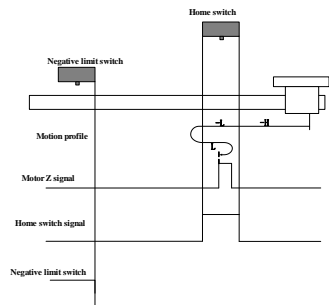 Home switch
Negative limit switch
Motion profile
Motor Z signal
Home switch signal
Negative limit switch